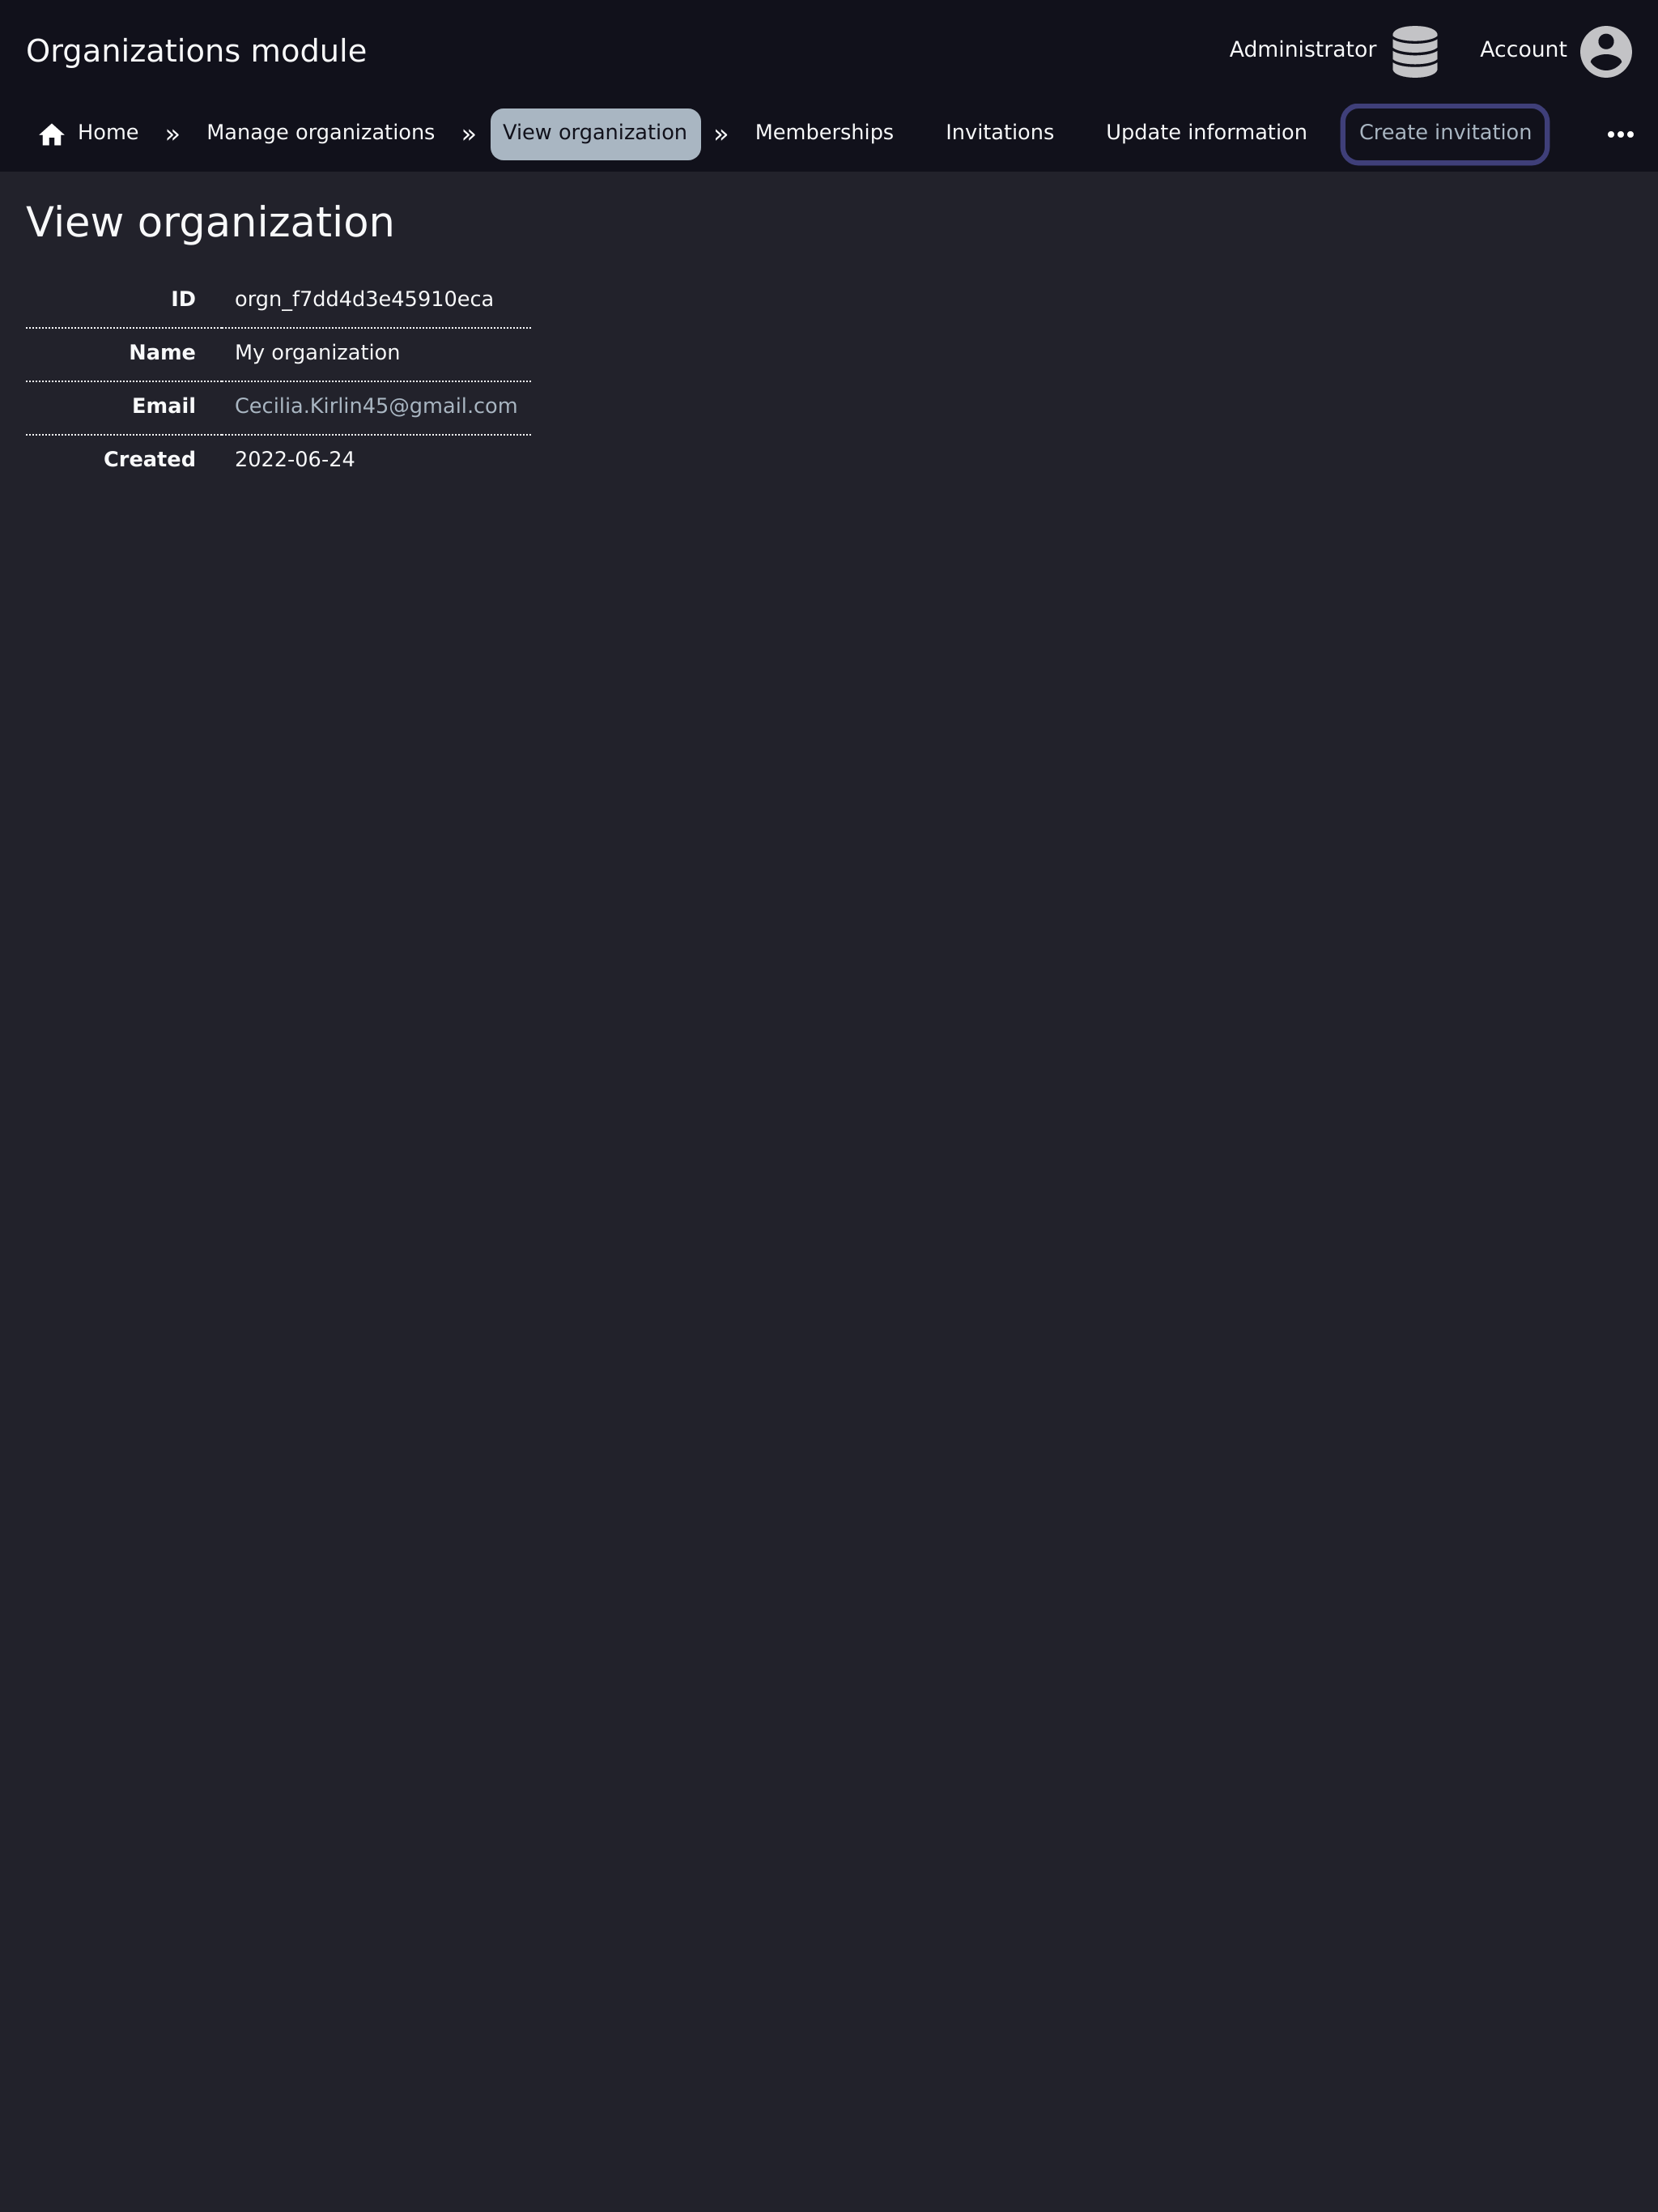 Organizations module
Administrator Account
Home » Manage organizations » View organization » Memberships Invitations Update information Create invitation •••
View organization
ID orgn_f7dd4d3e45910eca
Name My organization
Email Cecilia.Kirlin45@gmail.com
Created 2022-06-24